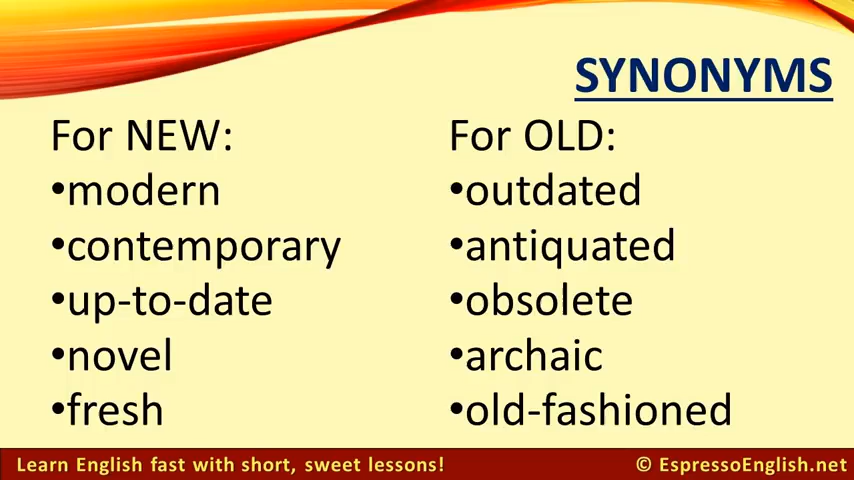 SYNONYMS
For NEW:
•modern
•contemporary
•up-to-date
•novel
•fresh
For OLD:
•outdated
•antiquated
•obsolete
•archaic
•old-fashioned
Learn English fast with short, sweet lessons!
© EspressoEnglish.net